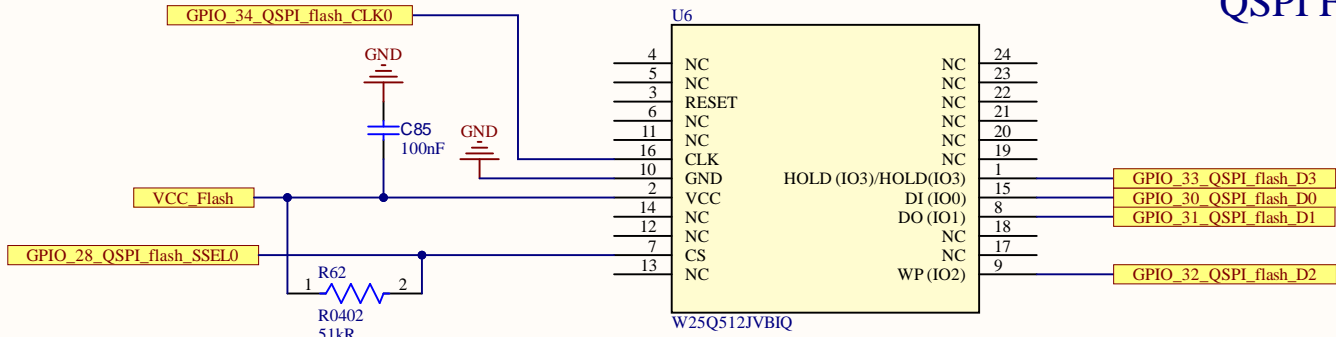 GPIO_34_QSPI_flash_CLK0
U6
QSPI
GND
4 NC NC 24
5 NC NC 23
3 RESET NC 22
6 NC NC 21
C85
100nF
GND
11 NC NC 20
16 CLK NC 19
10 GND HOLD (IO3)/HOLD(IO3) 1 GPIO_33_QSPI_flash_D3
VCC_Flash 2 VCC DI (IO0) 15 GPIO_30_QSPI_flash_D0
14 NC DO (IO1) 8 GPIO_31_QSPI_flash_D1
12 NC NC 18
GPIO_28_QSPI_flash_SSEL0 7 CS NC 17
13 NC WP (IO2) 9 GPIO_32_QSPI_flash_D2
R62
1 2
R0402
51kR
W25Q512JVBIQ